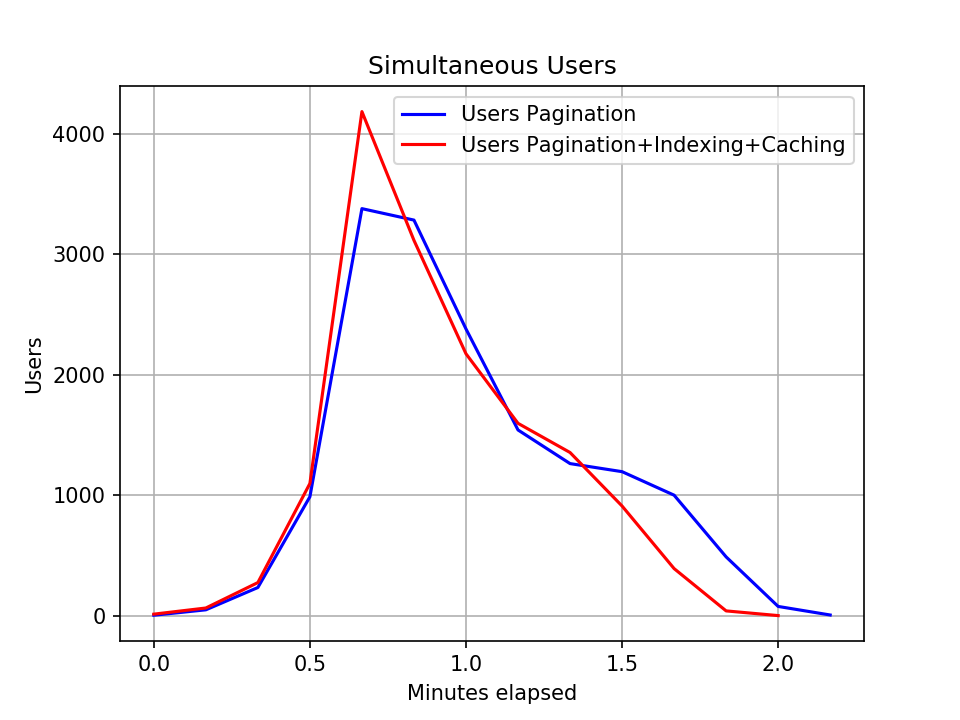 Simultaneous Users
Users Pagination
Users Pagination+Indexing+Caching
4000
3000
2000
1000
0
Users
0.0 0.5 1.0 1.5 2.0
Minutes elapsed